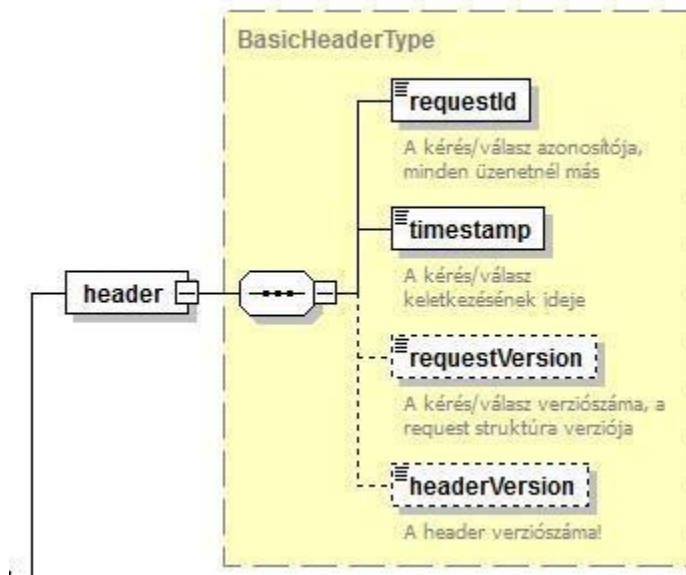 BasicHeaderType
requestId
A kérés/válasz azonosítója,
minden üzenetnél más
timestamp
A kérés/válasz
keletkezésének ideje
header
requestVersion
A kérés/válasz verziószáma, a
request struktúra verziója
headerVersion
A header verziószáma!